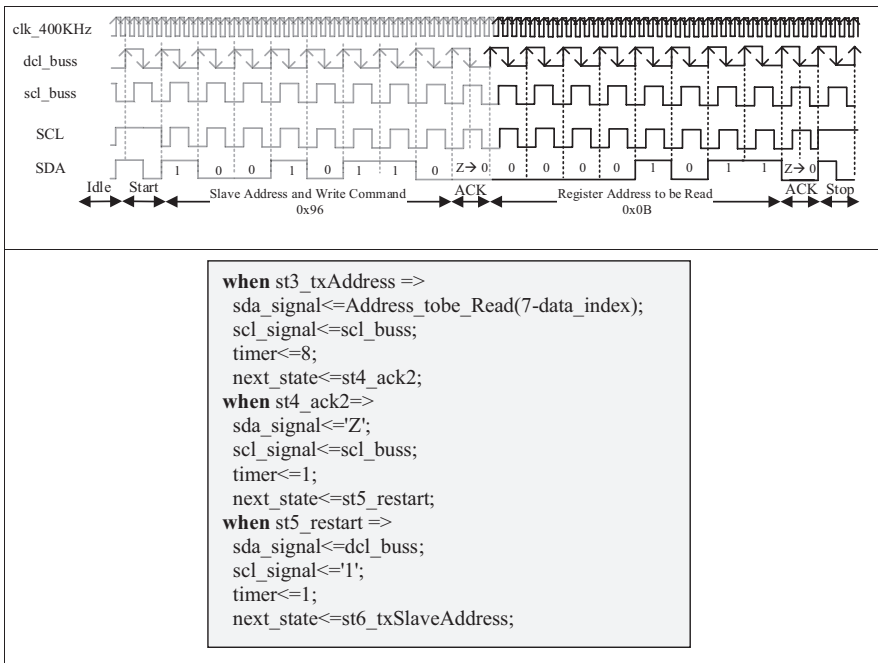 clk_400KHz
dcl_buss
scl_buss
SCL
SDA 1 0 0 1 0 1 1 0 Z→ 0 0 0 0 0 1 0 1 1 Z→ 0
Idle Start Slave Address and Write Command ACK Register Address to be Read ACK Stop
0x96 0x0B
when st3_txAddress =>
sda_signal<=Address_tobe_Read(7-data_index);
scl_signal<=scl_buss;
timer<=8;
next_state<=st4_ack2;
when st4_ack2=>
sda_signal<='Z';
scl_signal<=scl_buss;
timer<=1;
next_state<=st5_restart;
when st5_restart =>
sda_signal<=dcl_buss;
scl_signal<='1';
timer<=1;
next_state<=st6_txSlaveAddress;